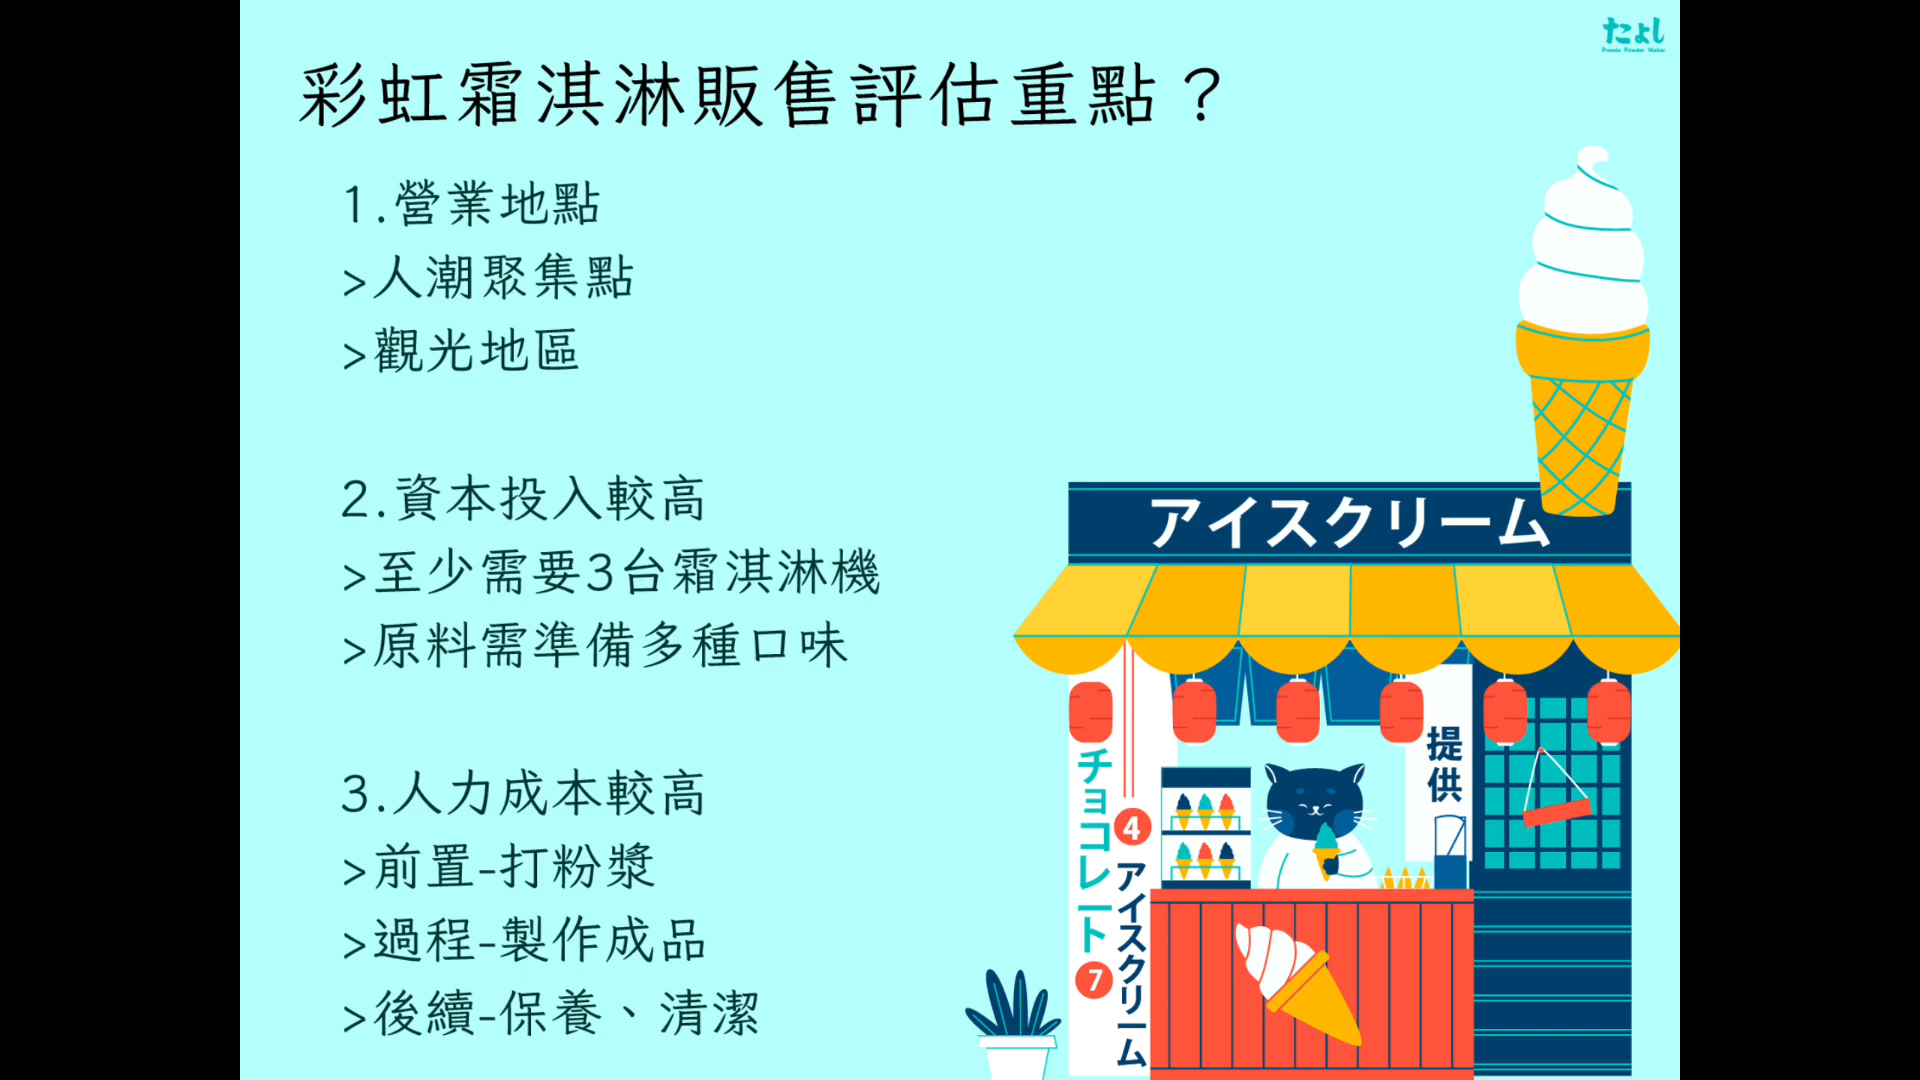 たよし
Premix Powder Maker
彩虹霜淇淋販售評估重點？
1.營業地點
>人潮聚集點
>觀光地區
2.資本投入較高
>至少需要3台霜淇淋機
>原料需準備多種口味
3.人力成本較高
>前置-打粉漿
>過程-製作成品
>後續-保養、清潔
アイスクリーム
提供
チョコレート
7
4
アイスクリーム